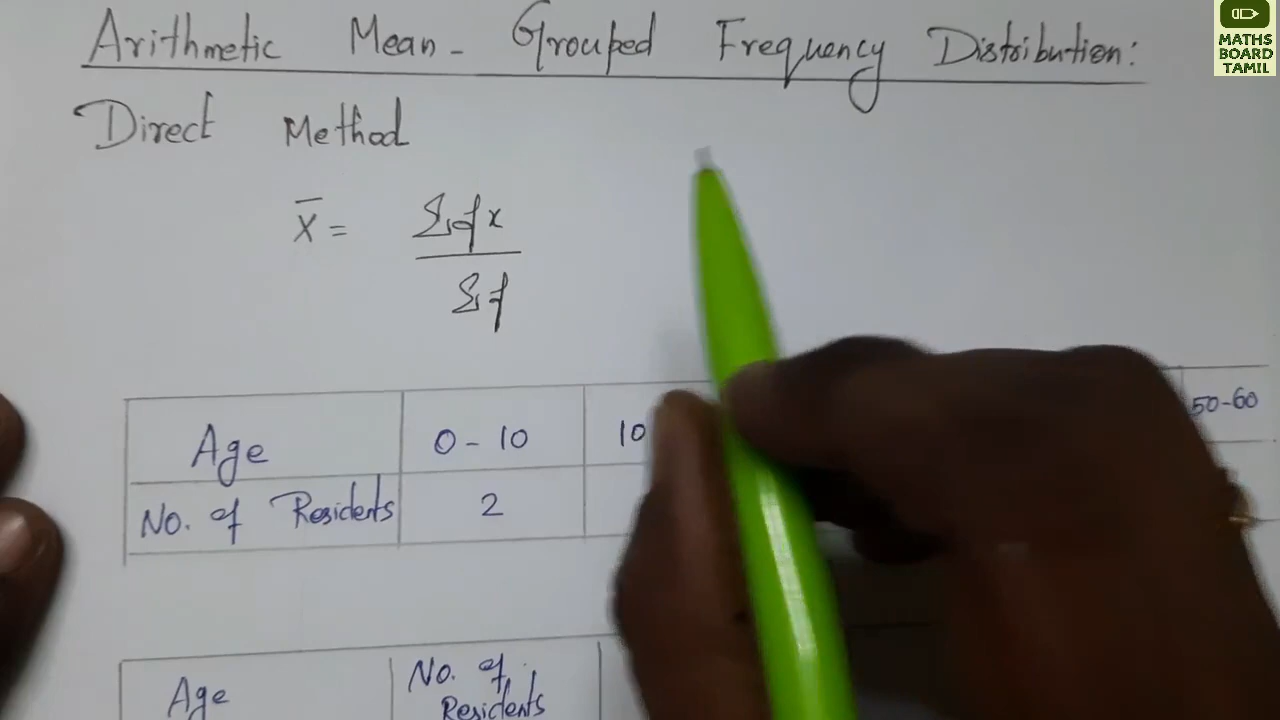 MATHS
BOARD
TAMIL
Arithmetic Mean - Grouped Frequency Distribution:
Direct Method
X̄ = Σfx
Σf
Age 0-10 10 50-60
No. of Residents 2
Age No. of
Residents